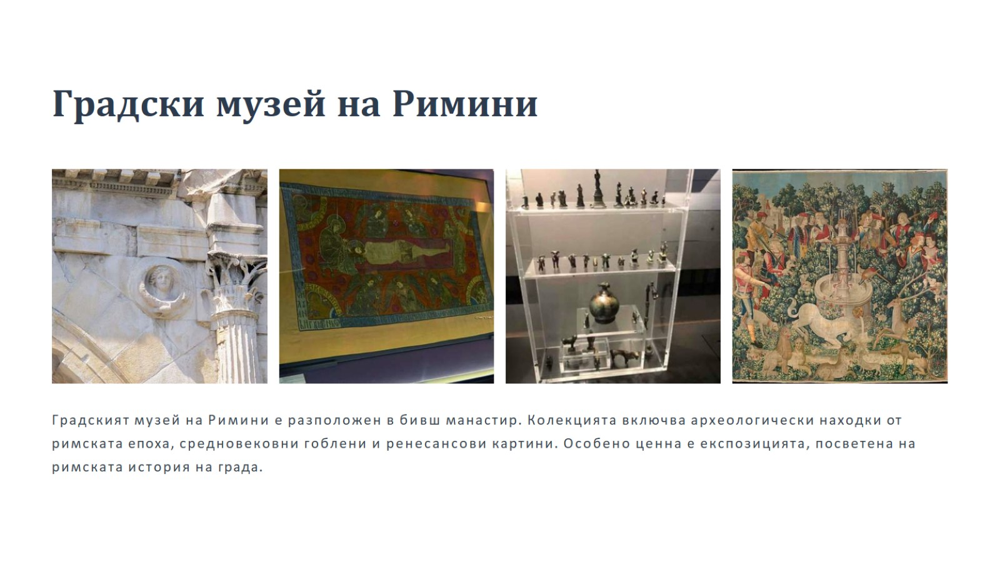 Градски музей на Римини
Градският музей на Римини е разположен в бивш манастир. Колекцията включва археологически находки от
римската епоха, средновековни гоблени и ренесансови картини. Особено ценна е експозицията, посветена на
римската история на града.